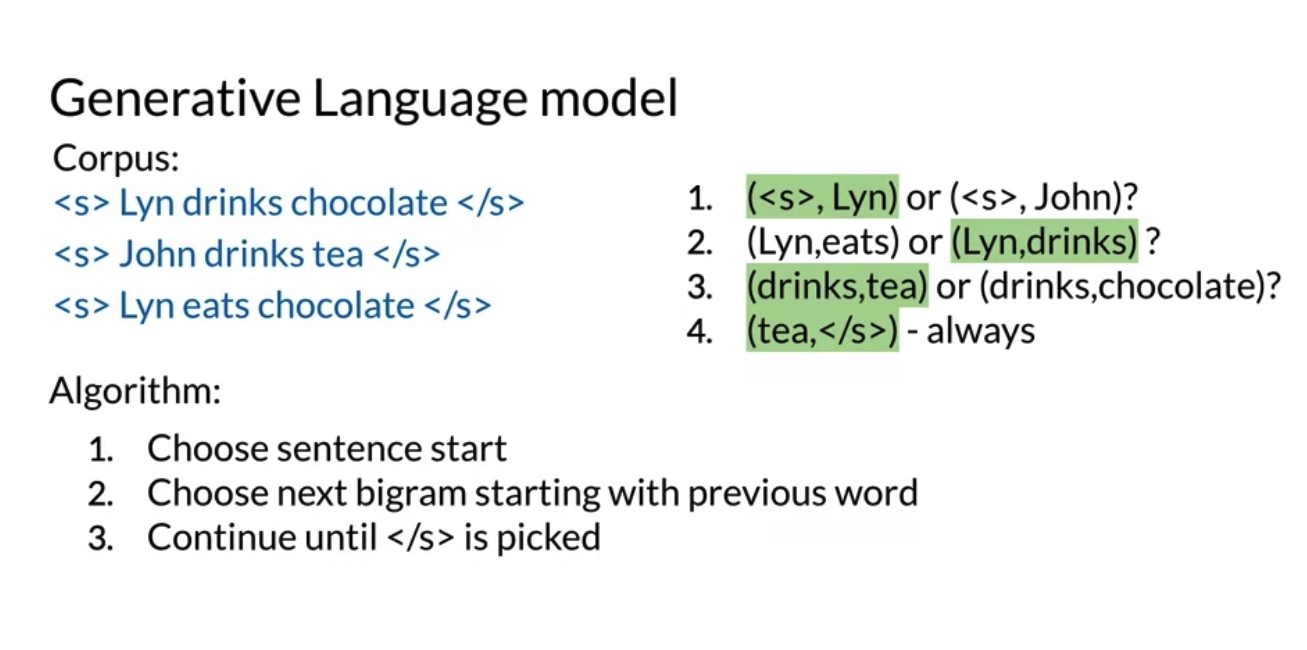 Generative Language model
Corpus:
<s> Lyn drinks chocolate </s>
<s> John drinks tea </s>
<s> Lyn eats chocolate </s>
1. (<s>, Lyn) or (<s>, John)?
2. (Lyn,eats) or (Lyn,drinks) ?
3. (drinks,tea) or (drinks,chocolate)?
4. (tea,</s>) - always
Algorithm:
1. Choose sentence start
2. Choose next bigram starting with previous word
3. Continue until </s> is picked